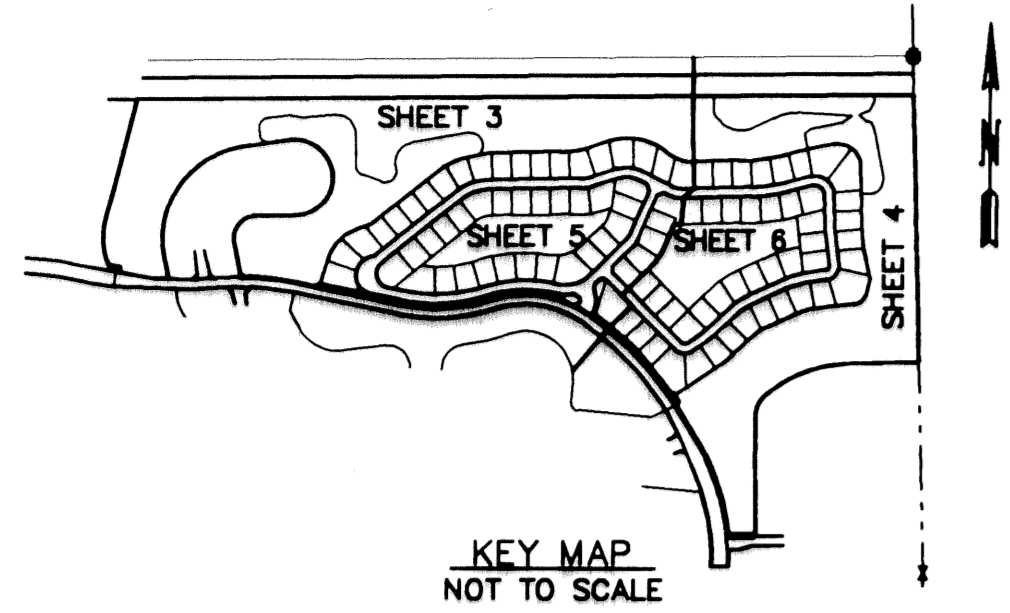 SHEET 3
N
SHEET 4
SHEET 5
SHEET 6
KEY MAP
NOT TO SCALE